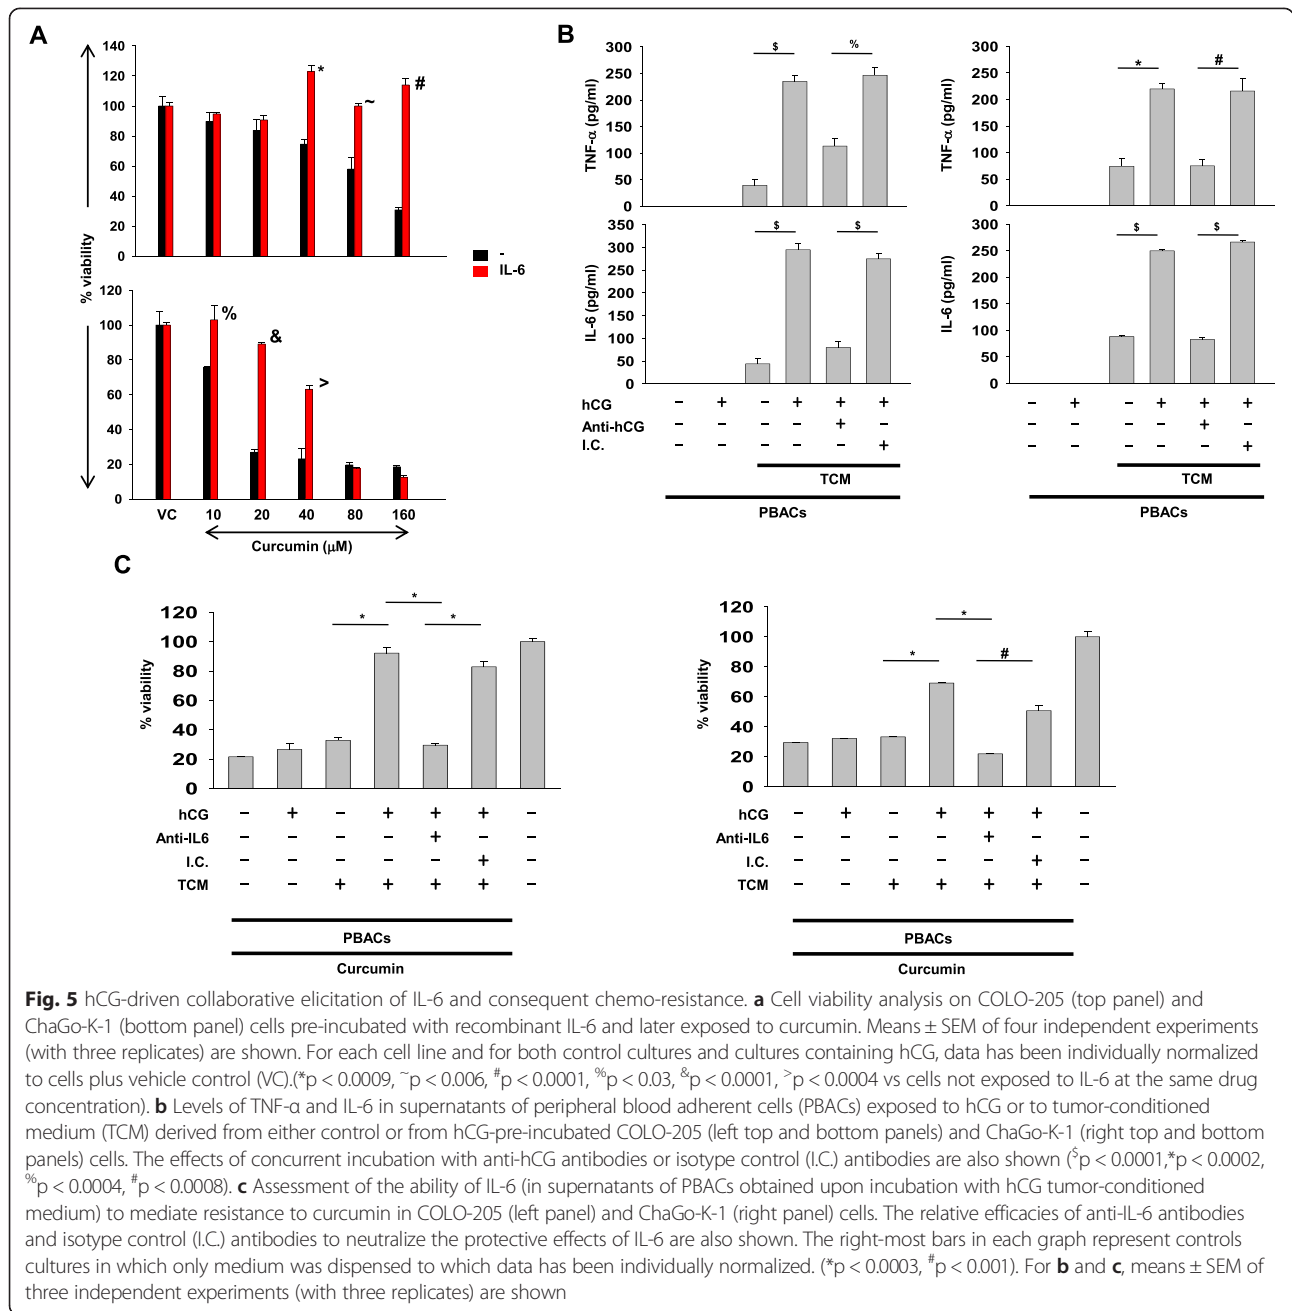 A
140
120
100
80
60
40
20
0
*
~
#
% viability
-
IL-6
120
100
80
60
40
20
0
%
&
>
VC 10 20 40 80 160
Curcumin (μM)
B
TNF-α (pg/ml)
300
250
200
150
100
50
0
$ %
TNF-α (pg/ml)
300
250
200
150
100
50
0
* #
IL-6 (pg/ml)
350
300
250
200
150
100
50
0
$ $
IL-6 (pg/ml)
300
250
200
150
100
50
0
$ $
hCG – + – + + +
Anti-hCG – – – – + –
I.C. – – – – – +
TCM
PBACs
hCG – + – + + +
– – – – + –
– – – – – +
TCM
PBACs
C
% viability
120
100
80
60
40
20
0
* * *
hCG – + – + + + –
Anti-IL6 – – – – + – –
I.C. – – – – – + –
TCM – – + + + + –
PBACs
Curcumin
% viability
120
100
80
60
40
20
0
* * #
hCG – + – + + + –
Anti-IL6 – – – – + – –
I.C. – – – – – + –
TCM – – + + + + –
PBACs
Curcumin
Fig. 5 hCG-driven collaborative elicitation of IL-6 and consequent chemo-resistance. a Cell viability analysis on COLO-205 (top panel) and
ChaGo-K-1 (bottom panel) cells pre-incubated with recombinant IL-6 and later exposed to curcumin. Means ± SEM of four independent experiments
(with three replicates) are shown. For each cell line and for both control cultures and cultures containing hCG, data has been individually normalized
to cells plus vehicle control (VC).(*p < 0.0009, ~p < 0.006, #p < 0.0001, %p < 0.03, &p < 0.0001, >p < 0.0004 vs cells not exposed to IL-6 at the same drug
concentration). b Levels of TNF-α and IL-6 in supernatants of peripheral blood adherent cells (PBACs) exposed to hCG or to tumor-conditioned
medium (TCM) derived from either control or from hCG-pre-incubated COLO-205 (left top and bottom panels) and ChaGo-K-1 (right top and bottom
panels) cells. The effects of concurrent incubation with anti-hCG antibodies or isotype control (I.C.) antibodies are also shown ($p < 0.0001,*p < 0.0002,
%p < 0.0004, #p < 0.0008). c Assessment of the ability of IL-6 (in supernatants of PBACs obtained upon incubation with hCG tumor-conditioned
medium) to mediate resistance to curcumin in COLO-205 (left panel) and ChaGo-K-1 (right panel) cells. The relative efficacies of anti-IL-6 antibodies
and isotype control (I.C.) antibodies to neutralize the protective effects of IL-6 are also shown. The right-most bars in each graph represent controls
cultures in which only medium was dispensed to which data has been individually normalized. (*p < 0.0003, #p < 0.001). For b and c, means ± SEM of
three independent experiments (with three replicates) are shown